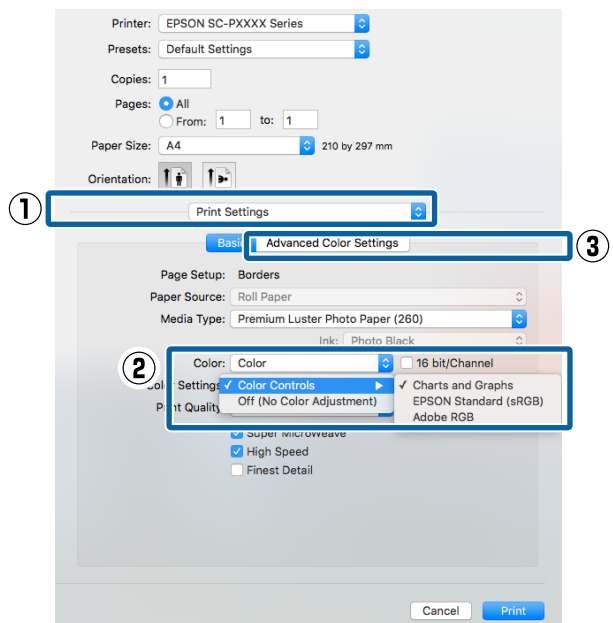 Printer: EPSON SC-PXXXX Series
Presets: Default Settings
Copies: 1
Pages: All
From: 1 to: 1
Paper Size: A4 210 by 297 mm
Orientation:
1
Print Settings
Advanced Color Settings
3
Page Setup: Borders
Paper Source: Roll Paper
Media Type: Premium Luster Photo Paper (260)
Ink: Photo Black
2
Color: Color 16 bit/Channel
Settings Color Controls Charts and Graphs
Off (No Color Adjustment) EPSON Standard (sRGB)
Print Quality Adobe RGB
Super MicroWeave
High Speed
Finest Detail
Cancel Print